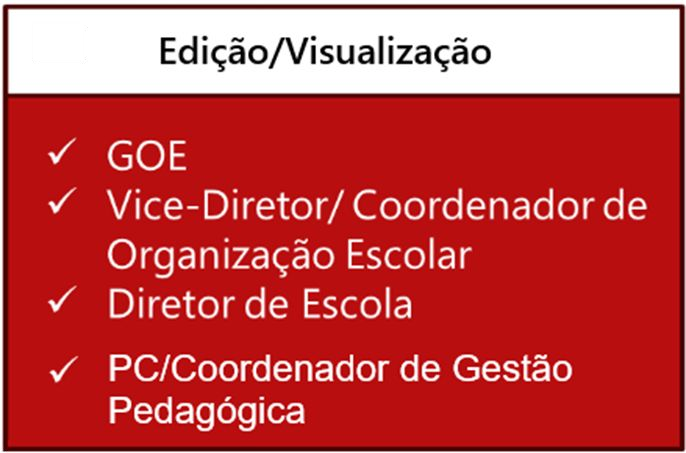 Edição/Visualização
✓ GOE
✓ Vice-Diretor/ Coordenador de
Organização Escolar
✓ Diretor de Escola
✓ PC/Coordenador de Gestão
Pedagógica